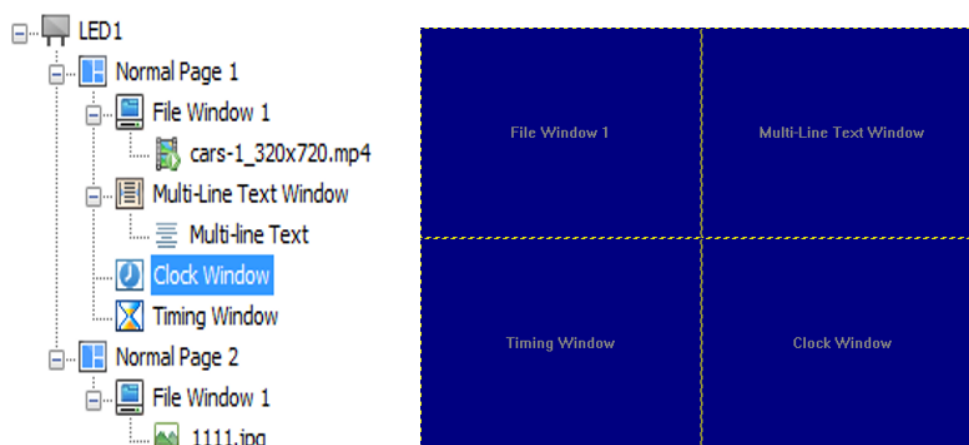 LED1
Normal Page 1
File Window 1
cars-1_320x720.mp4
Multi-Line Text Window
Multi-line Text
Clock Window
Timing Window
Normal Page 2
File Window 1
1111.jpg
File Window 1
Multi-Line Text Window
Timing Window
Clock Window